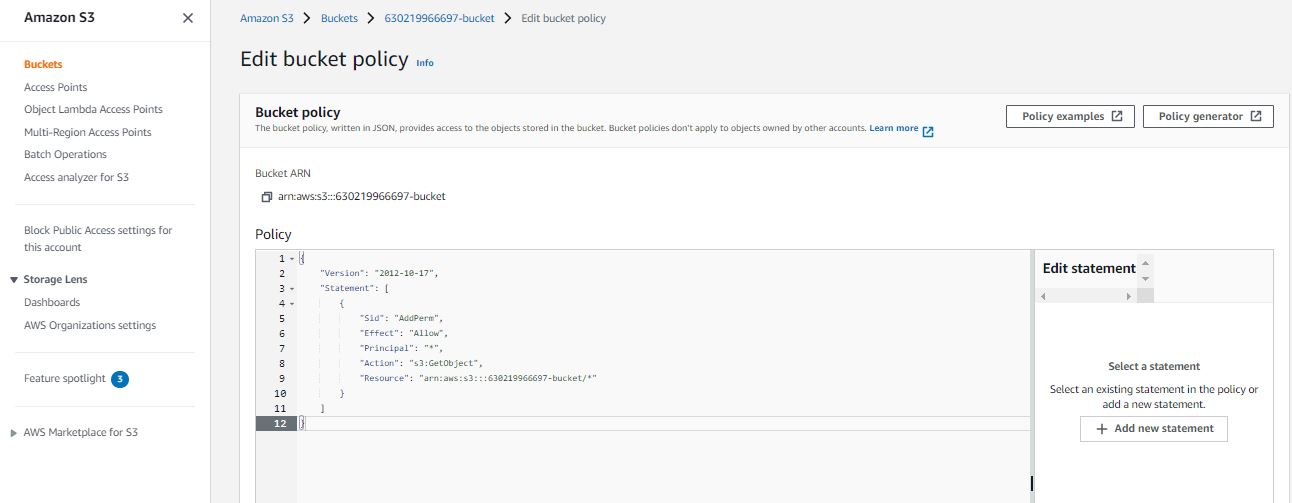 Amazon S3
Buckets
Access Points
Object Lambda Access Points
Multi-Region Access Points
Batch Operations
Access analyzer for S3
Block Public Access settings for
this account
Storage Lens
Dashboards
AWS Organizations settings
Feature spotlight 3
AWS Marketplace for S3
Amazon S3 > Buckets > 630219966697-bucket > Edit bucket policy
Edit bucket policy Info
Bucket policy
The bucket policy, written in JSON, provides access to the objects stored in the bucket. Bucket policies don't apply to objects owned by other accounts. Learn more
Policy examples
Policy generator
Bucket ARN
arn:aws:s3:::630219966697-bucket
Policy
1 {
2 "Version": "2012-10-17",
3 "Statement": [
4 {
5 "Sid": "AddPerm",
6 "Effect": "Allow",
7 "Principal": "*",
8 "Action": "s3:GetObject",
9 "Resource": "arn:aws:s3:::630219966697-bucket/*"
10 }
11 ]
12 }
Edit statement
Select a statement
Select an existing statement in the policy or
add a new statement.
+ Add new statement